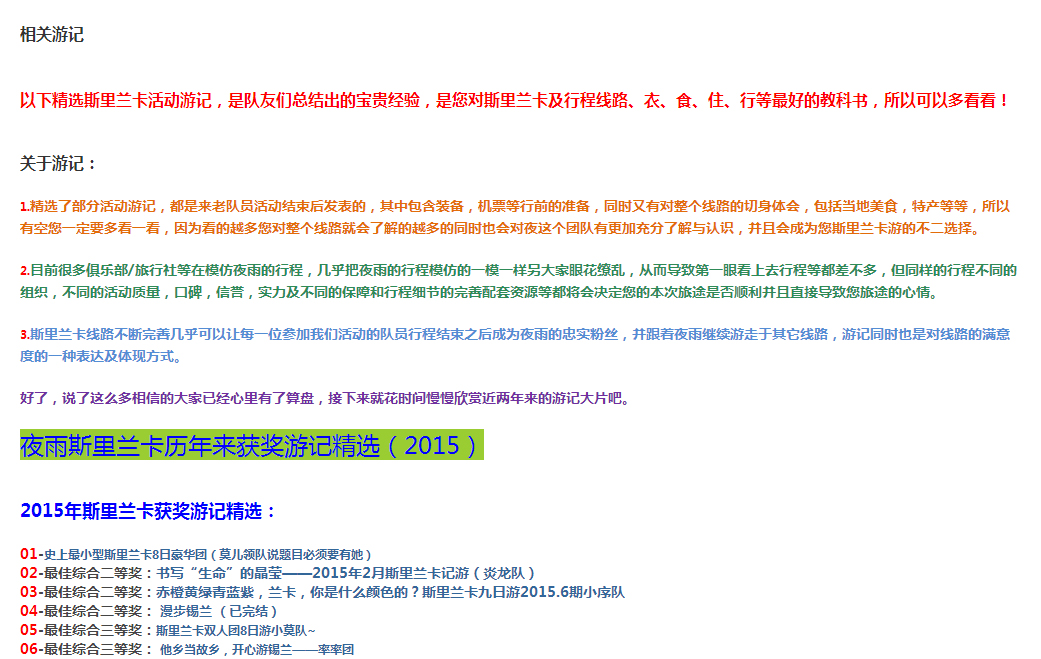 相关游记
以下精选斯里兰卡活动游记，是队友们总结出的宝贵经验，是您对斯里兰卡及行程线路、衣、食、住、行等最好的教科书，所以可以多看看！
关于游记：
1.精选了部分活动游记，都是来老队员活动结束后发表的，其中包含装备，机票等行前的准备，同时又有对整个线路的切身体会，包括当地美食，特产等等，所以
有空您一定要多看一看，因为看的越多您对整个线路就会了解的越多的同时也会对夜这个团队有更加充分了解与认识，并且会成为您斯里兰卡游的不二选择。
2.目前很多俱乐部/旅行社等在模仿夜雨的行程，几乎把夜雨的行程模仿的一模一样另大家眼花缭乱，从而导致第一眼看上去行程等都差不多，但同样的行程不同的
组织，不同的活动质量，口碑，信誉，实力及不同的保障和行程细节的完善配套资源等都将会决定您的本次旅途是否顺利并且直接导致您旅途的心情。
3.斯里兰卡线路不断完善几乎可以让每一位参加我们活动的队员行程结束之后成为夜雨的忠实粉丝，并跟着夜雨继续游走于其它线路，游记同时也是对线路的满意
度的一种表达及体现方式。
好了，说了这么多相信的大家已经心里有了算盘，接下来就花时间慢慢欣赏近两年来的游记大片吧。
夜雨斯里兰卡历年来获奖游记精选（2015）
2015年斯里兰卡获奖游记精选：
01-史上最小型斯里兰卡8日豪华团（莫儿领队说题目必须要有她）
02-最佳综合二等奖：书写“生命”的晶莹——2015年2月斯里兰卡记游（炎龙队）
03-最佳综合二等奖：赤橙黄绿青蓝紫，兰卡，你是什么颜色的？斯里兰卡九日游2015.6期小序队
04-最佳综合二等奖： 漫步锡兰 （已完结）
05-最佳综合三等奖：斯里兰卡双人团8日游小莫队~
06-最佳综合三等奖： 他乡当故乡，开心游锡兰——率率团